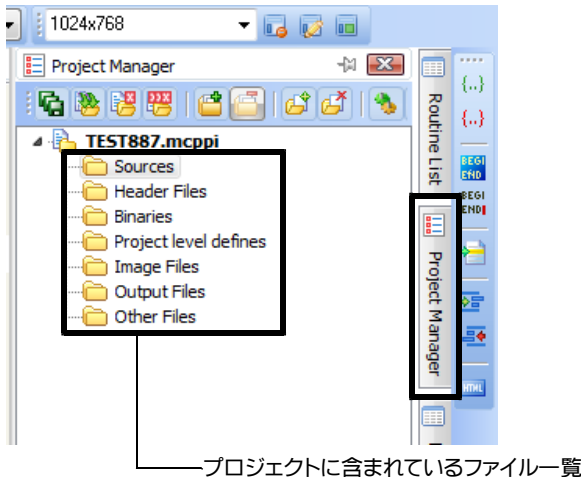 1024x768
Project Manager
TEST887.mcppi
Sources
Header Files
Binaries
Project level defines
Image Files
Output Files
Other Files
Routine List
Project Manager
{..}
{..}
BEGI
END
BEGI
END
HTML
プロジェクトに含まれているファイル一覧